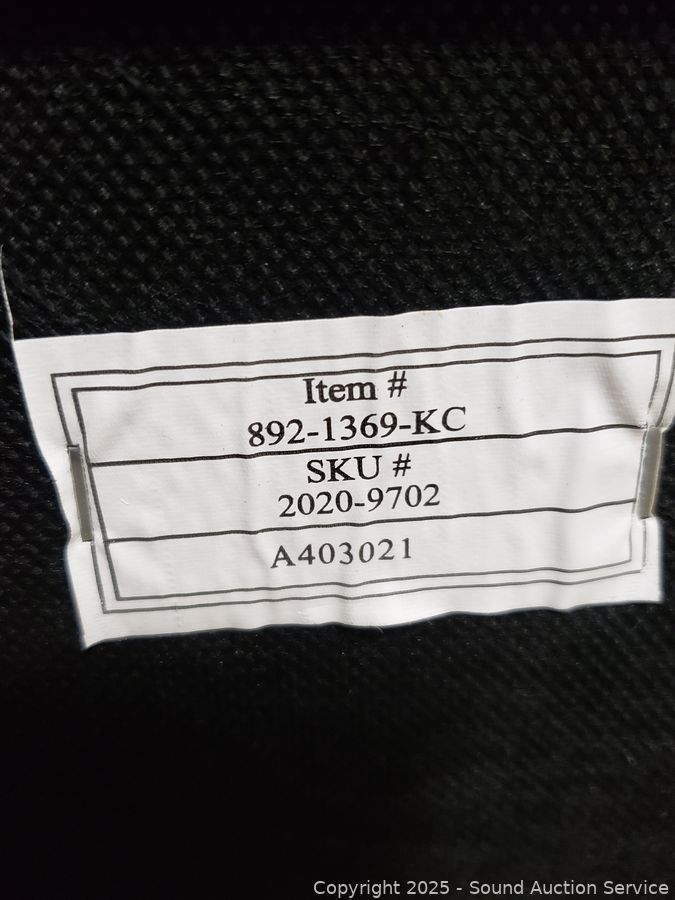 Item #
892-1369-KC
SKU #
2020-9702
A403021
Copyright 2025 - Sound Auction Service